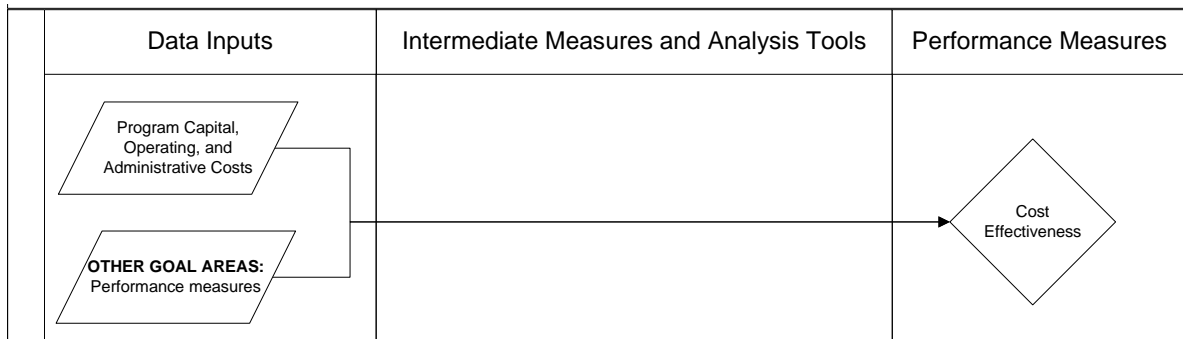 Data Inputs
Intermediate Measures and Analysis Tools
Performance Measures
Program Capital,
Operating, and
Administrative Costs
OTHER GOAL AREAS:
Performance measures
Cost
Effectiveness